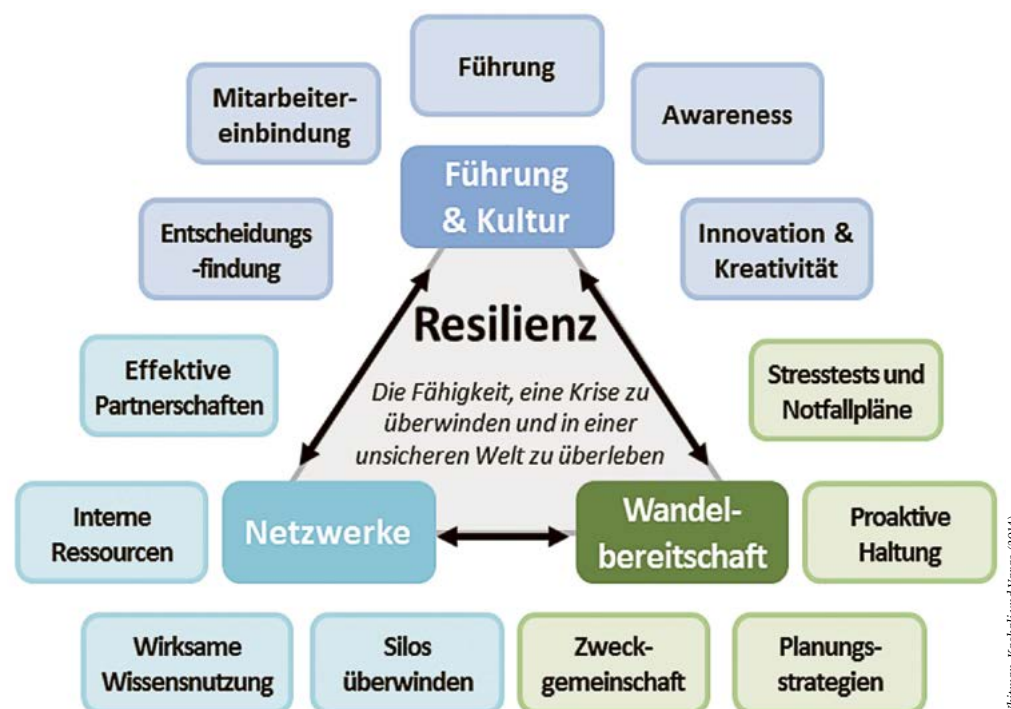 Führung
Mitarbeiter-
einbindung
Awareness
Führung
& Kultur
Entscheidungs
-findung
Innovation &
Kreativität
Resilienz
Effektive
Partnerschaften
Die Fähigkeit, eine Krise zu
überwinden und in einer
unsicheren Welt zu überleben
Stresstests und
Notfallpläne
Interne
Ressourcen
Netzwerke
Wandel-
bereitschaft
Proaktive
Haltung
Wirksame
Wissensnutzung
Silos
überwinden
Zweck-
gemeinschaft
Planungs-
strategien
(2014)